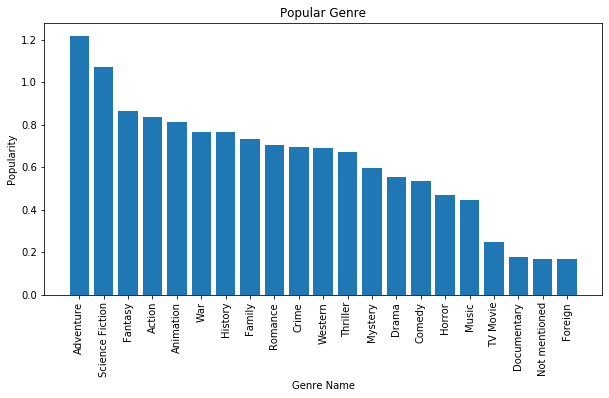 Popular Genre
1.2
1.0
0.8
0.6
0.4
0.2
0.0
Popularity
Adventure
Science Fiction
Fantasy
Action
Animation
War
History
Family
Romance
Crime
Western
Thriller
Mystery
Drama
Comedy
Horror
Music
TV Movie
Documentary
Not mentioned
Foreign
Genre Name